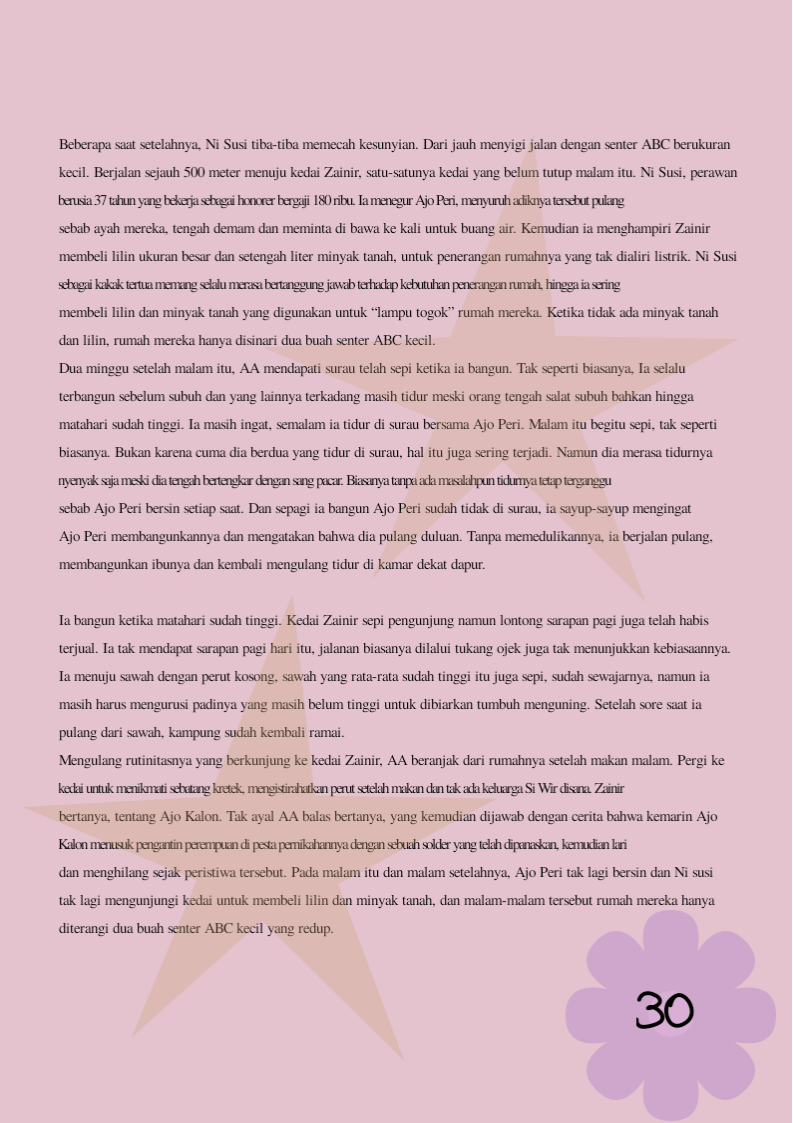 Beberapa saat setelahnya, Ni Susi tiba-tiba memecah kesunyian. Dari jauh menyigi jalan dengan senter ABC berukuran
kecil. Berjalan sejauh 500 meter menuju kedai Zainir, satu-satunya kedai yang belum tutup malam itu. Ni Susi, perawan
berusia 37 tahun yang bekerja sebagai honorer bergaji 180 ribu. Ia menegur Ajo Peri, menyuruh adiknya tersebut pulang
sebab ayah mereka, tengah demam dan meminta di bawa ke kali untuk buang air. Kemudian ia menghampiri Zainir
membeli lilin ukuran besar dan setengah liter minyak tanah, untuk penerangan rumahnya yang tak dialiri listrik. Ni Susi
sebagai kakak tertua memang selalu merasa bertanggung jawab terhadap kebutuhan penerangan rumah, hingga ia sering
membeli lilin dan minyak tanah yang digunakan untuk “lampu togok” rumah mereka. Ketika tidak ada minyak tanah
dan lilin, rumah mereka hanya disinari dua buah senter ABC kecil.
Dua minggu setelah malam itu, AA mendapati surau telah sepi ketika ia bangun. Tak seperti biasanya, Ia selalu
terbangun sebelum subuh dan yang lainnya terkadang masih tidur meski orang tengah salat subuh bahkan hingga
matahari sudah tinggi. Ia masih ingat, semalam ia tidur di surau bersama Ajo Peri. Malam itu begitu sepi, tak seperti
biasanya. Bukan karena cuma dia berdua yang tidur di surau, hal itu juga sering terjadi. Namun dia merasa tidurnya
nyenyak saja meski dia tengah bertengkar dengan sang pacar. Biasanya tanpa ada masalahpun tidurnya tetap terganggu
sebab Ajo Peri bersin setiap saat. Dan sepagi ia bangun Ajo Peri sudah tidak di surau, ia sayup-sayup mengingat
Ajo Peri membangunkannya dan mengatakan bahwa dia pulang duluan. Tanpa memedulikannya, ia berjalan pulang,
membangunkan ibunya dan kembali mengulang tidur di kamar dekat dapur.
Ia bangun ketika matahari sudah tinggi. Kedai Zainir sepi pengunjung namun lontong sarapan pagi juga telah habis
terjual. Ia tak mendapat sarapan pagi hari itu, jalanan biasanya dilalui tukang ojek juga tak menunjukkan kebiasaannya.
Ia menuju sawah dengan perut kosong, sawah yang rata-rata sudah tinggi itu juga sepi, sudah sewajarnya, namun ia
masih harus mengurusi padinya yang masih belum tinggi untuk dibiarkan tumbuh menguning. Setelah sore saat ia
pulang dari sawah, kampung sudah kembali ramai.
Mengulang rutinitasnya yang berkunjung ke kedai Zainir, AA beranjak dari rumahnya setelah makan malam. Pergi ke
kedai untuk menikmati sebatang kretek, mengistirahatkan perut setelah makan dan tak ada keluarga Si Wir disana. Zainir
bertanya, tentang Ajo Kalon. Tak ayal AA balas bertanya, yang kemudian dijawab dengan cerita bahwa kemarin Ajo
Kalon menusuk pengantin perempuan di pesta pernikahannya dengan sebuah solder yang telah dipanaskan, kemudian lari
dan menghilang sejak peristiwa tersebut. Pada malam itu dan malam setelahnya, Ajo Peri tak lagi bersin dan Ni susi
tak lagi mengunjungi kedai untuk membeli lilin dan minyak tanah, dan malam-malam tersebut rumah mereka hanya
diterangi dua buah senter ABC kecil yang redup.
30